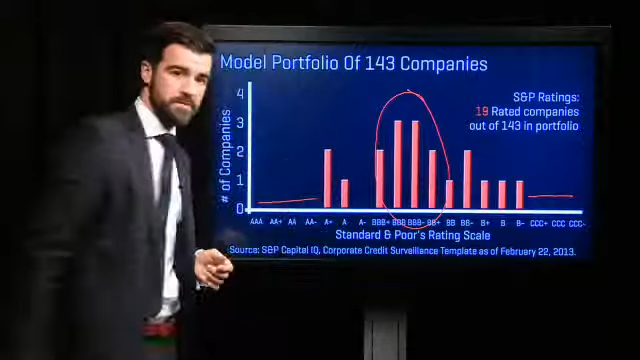 Model Portfolio Of 143 Companies
S&P Ratings:
19 Rated companies
out of 143 in portfolio
# of Companies
4
3
2
1
0
AAA AA+ AA AA- A+ A A- BBB+ BBB BBB- BB+ BB BB- B+ B B- CCC+ CCC CCC-
Standard & Poor's Rating Scale
Source: S&P Capital IQ, Corporate Credit Surveillance Template as of February 22, 2013.